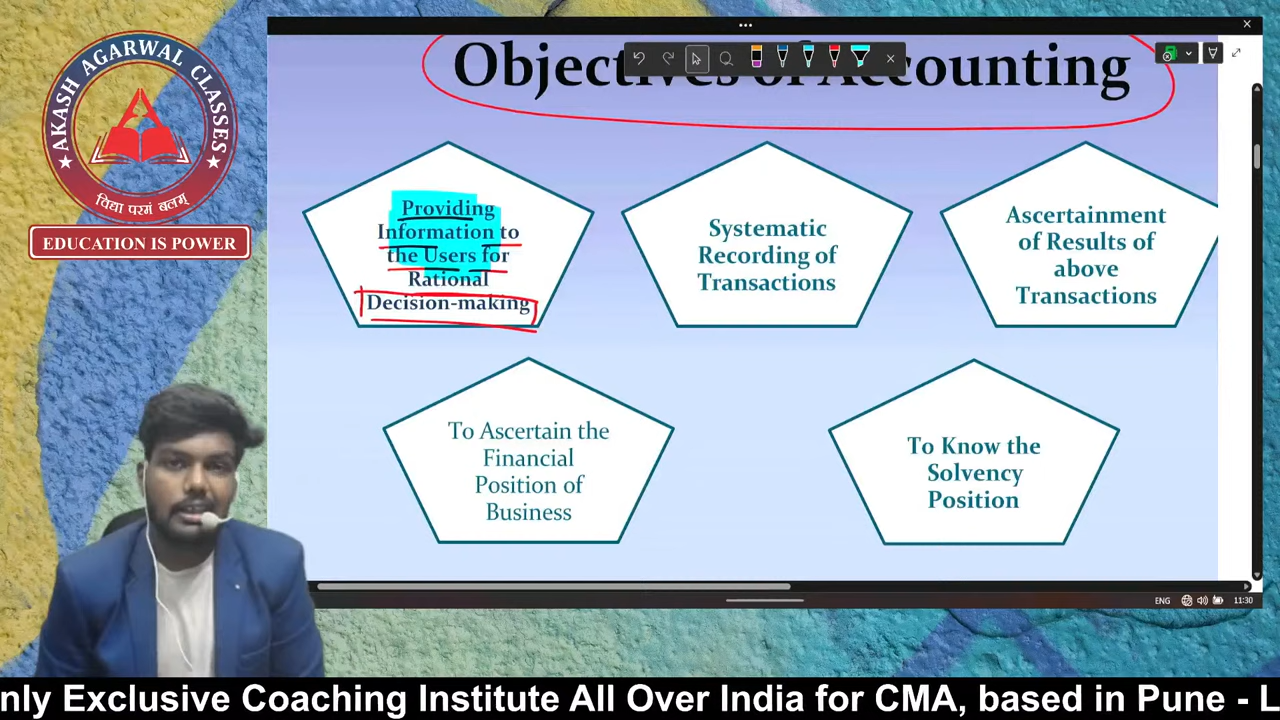 AKASH AGARWAL CLASSES
विद्या परमं बलम्
EDUCATION IS POWER
Objectives of Accounting
Providing
Information to
the Users for
Rational
Decision-making
Systematic
Recording of
Transactions
Ascertainment
of Results of
above
Transactions
To Ascertain the
Financial
Position of
Business
To Know the
Solvency
Position
ENG
11:30
nly Exclusive Coaching Institute All Over India for CMA, based in Pune - L